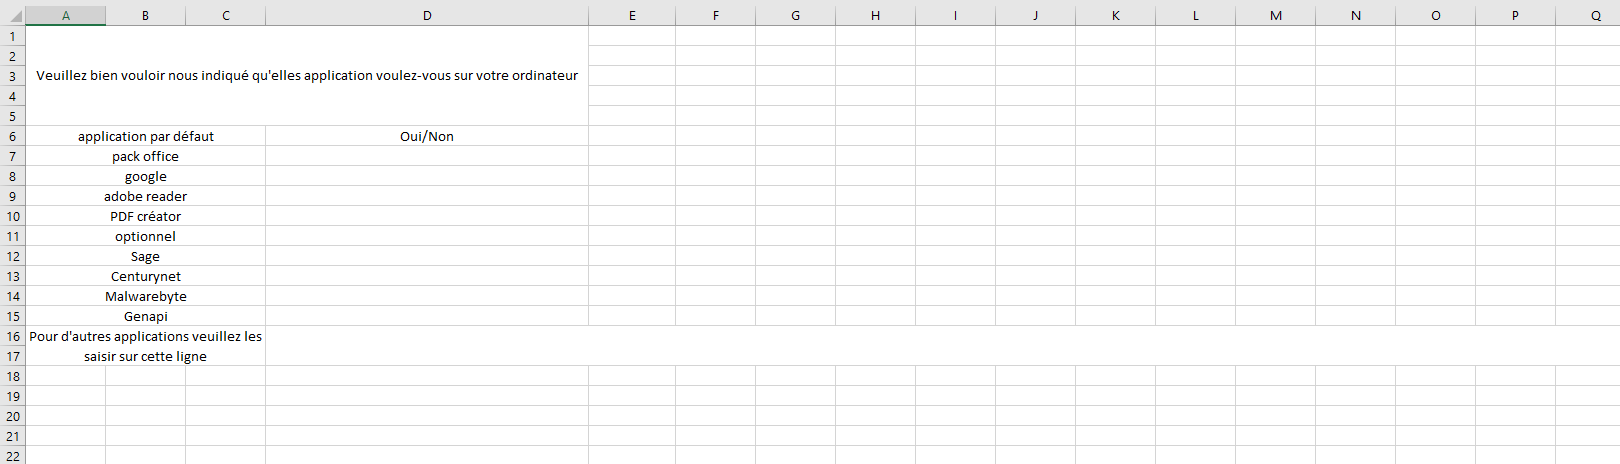 A B C D E F G H I J K L M N O P Q
1
2
3 Veuillez bien vouloir nous indiqué qu'elles application voulez-vous sur votre ordinateur
4
5
6 application par défaut Oui/Non
7 pack office
8 google
9 adobe reader
10 PDF créator
11 optionnel
12 Sage
13 Centurynet
14 Malwarebyte
15 Genapi
16 Pour d'autres applications veuillez les
17 saisir sur cette ligne
18
19
20
21
22